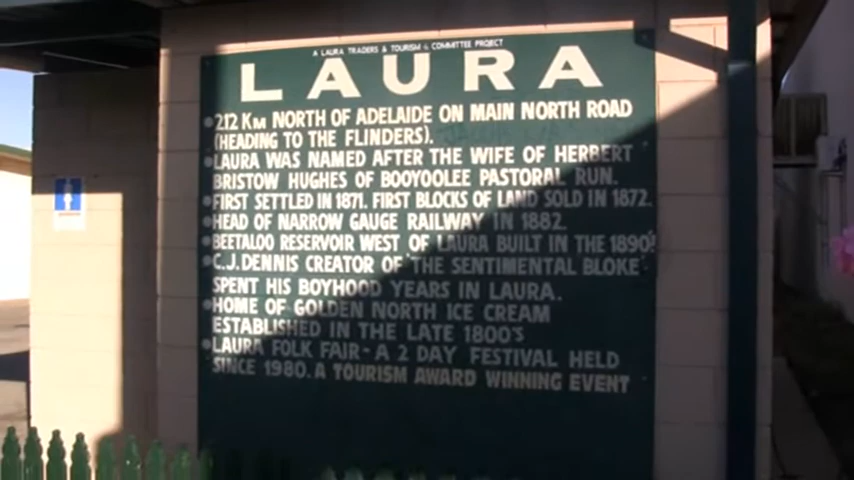 A LAURA TRADERS & TOURISM COMMITTEE PROJECT
LAURA
• 212 KM NORTH OF ADELAIDE ON MAIN NORTH ROAD
(HEADING TO THE FLINDERS).
• LAURA WAS NAMED AFTER THE WIFE OF HERBERT
BRISTOW HUGHES OF BOOYOOLEE PASTORAL RUN.
• FIRST SETTLED IN 1871. FIRST BLOCKS OF LAND SOLD IN 1872.
• HEAD OF NARROW GAUGE RAILWAY IN 1882.
• BEETALOO RESERVOIR WEST OF LAURA BUILT IN THE 1890'
• C.J. DENNIS CREATOR OF 'THE SENTIMENTAL BLOKE'
SPENT HIS BOYHOOD YEARS IN LAURA.
• HOME OF GOLDEN NORTH ICE CREAM
ESTABLISHED IN THE LATE 1800'S
• LAURA FOLK FAIR - A 2 DAY FESTIVAL HELD
SINCE 1980. A TOURISM AWARD WINNING EVENT